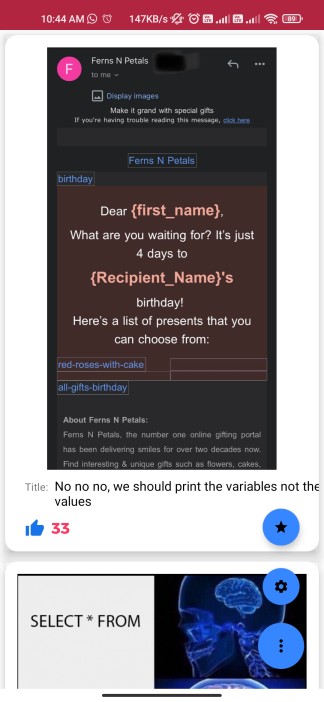 10:44 AM 147KB/s 89
Ferns N Petals
F
to me
Display images
Make it grand with special gifts
If you're having trouble reading this message, click here
Ferns N Petals
birthday
Dear {first_name},
What are you waiting for? It's just
4 days to
{Recipient_Name}'s
birthday!
Here's a list of presents that you
can choose from:
red-roses-with-cake
all-gifts-birthday
About Ferns N Petals:
Ferns N Petals, the number one online gifting portal
has been delivering smiles for over two decades now.
Find interesting & unique gifts such as flowers, cakes,
Title: No no no, we should print the variables not the
values
33
SELECT * FROM